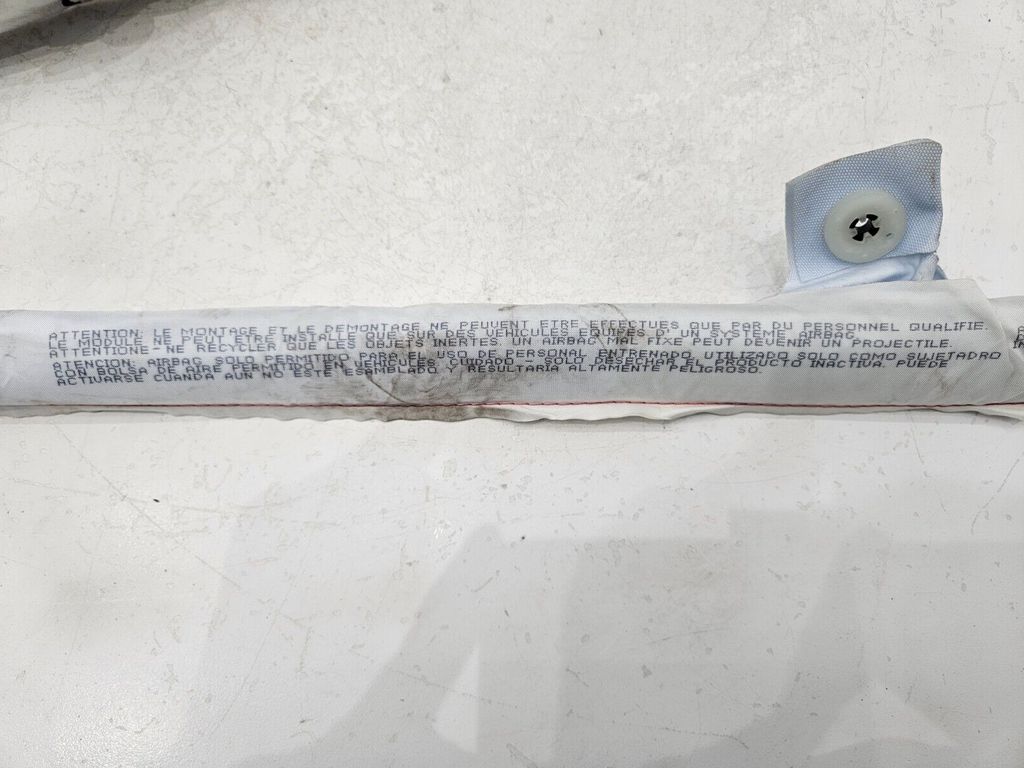 ATTENTION. LE MONTAGE ET LE DEMONTAGE NE PEUVENT ETRE EFFECTUES QUE PAR DU PERSONNEL QUALIFIE.
LE MODULE NE PEUT ETRE INSTALLE QUE SUR DES VEHICULES EQUIPES D'UN SYSTEME AIRBAG.
ATTENTIONE - NE RECYCLER QUE LES OBJETS INERTES. UN AIRBAG MAL FIXE PEUT DEVENIR UN PROJECTILE.
ATENCION. AIRBAG SOLO PERMITIDO PARA EL USO DE PERSONAL ENTRENADO UTILIZADO SOLO COMO SUJETADRO
CON BOLSA DE AIRE PERMITIDO EN CUIDADO - SOLO DESPUES EL PRODUCTO INACTIVA. PUEDE
ACTIVARSE CUANDA AUN NO ESTE ESEMBLADO Y RESULTARIA ALTAMENTE PELIGROSO.